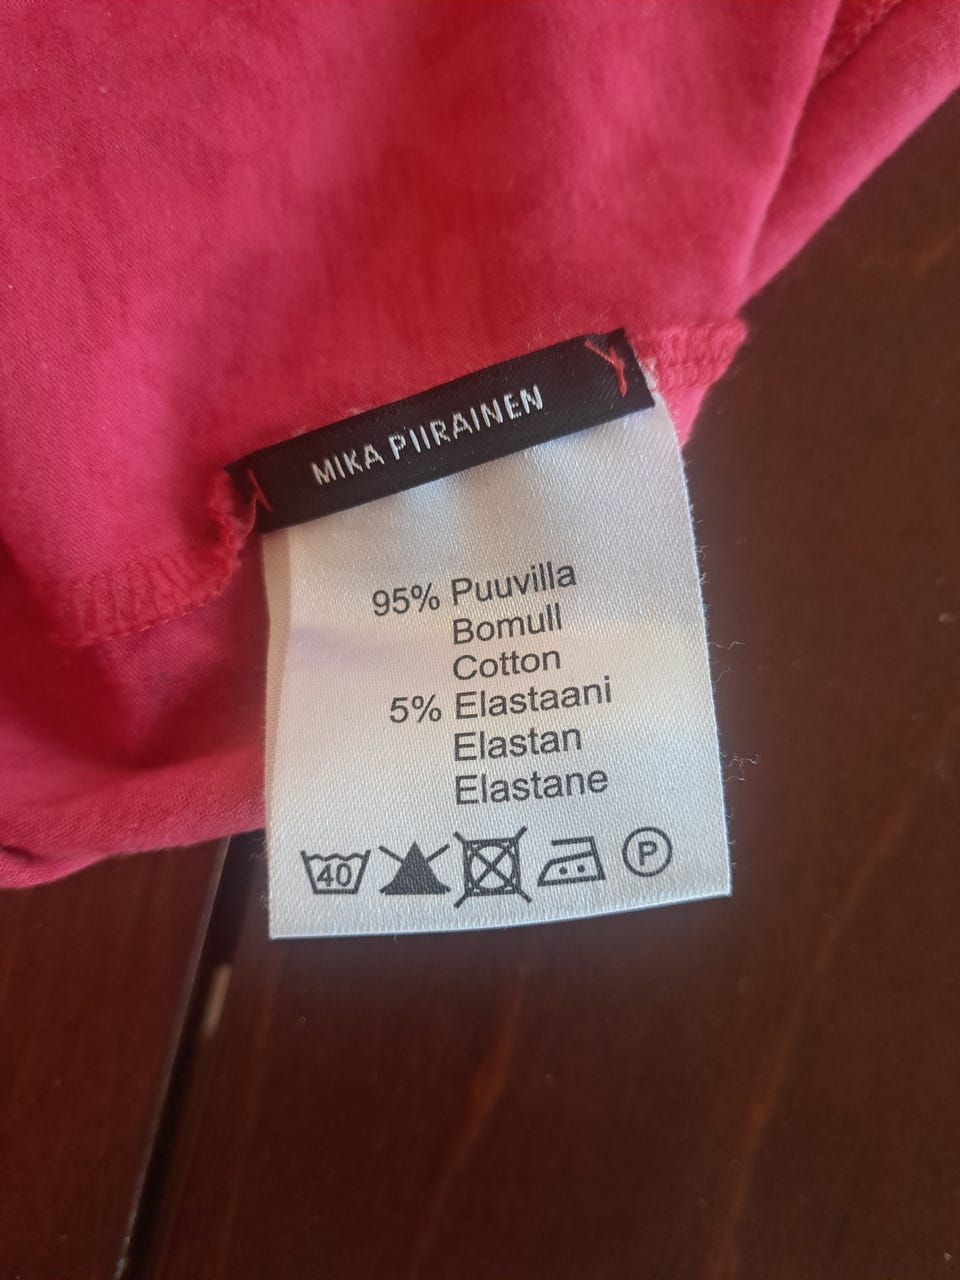 MIKA PIIRAINEN
95% Puuvilla
Bomull
Cotton
5% Elastaani
Elastan
Elastane
40 P